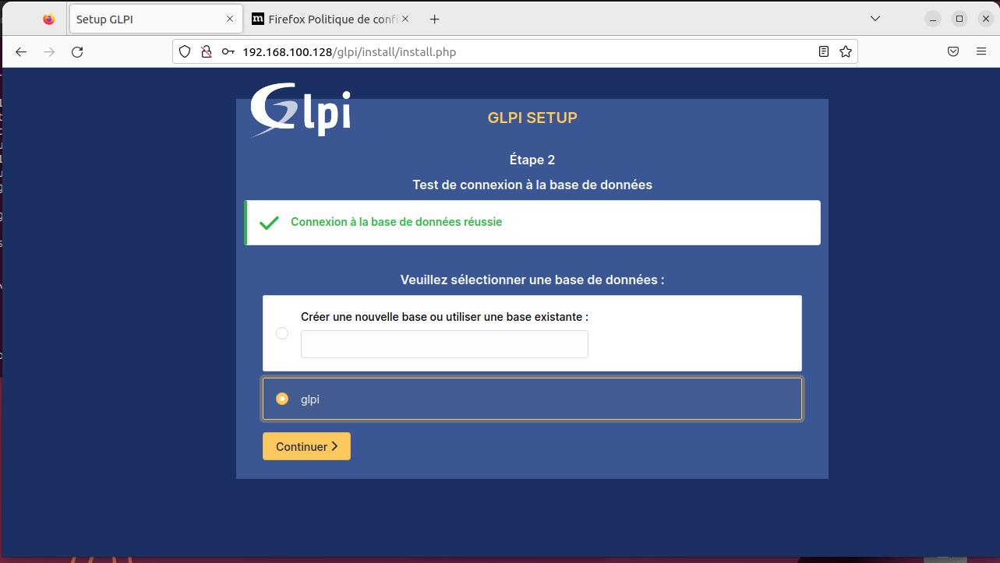 Setup GLPI
m Firefox Politique de confi
192.168.100.128/glpi/install/install.php
Glpi
GLPI SETUP
Étape 2
Test de connexion à la base de données
Connexion à la base de données réussie
Veuillez sélectionner une base de données :
Créer une nouvelle base ou utiliser une base existante :
glpi
Continuer